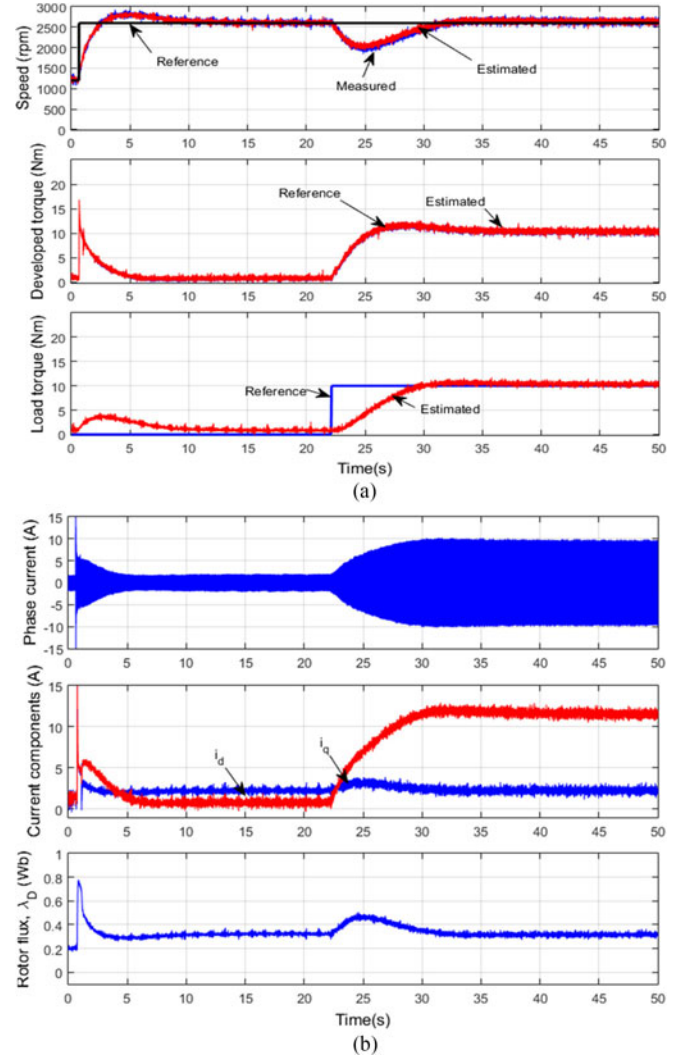 Speed (rpm)
3000
2500
2000
1500
1000
500
0
Reference
Measured
Estimated
0 5 10 15 20 25 30 35 40 45 50
Developed torque (Nm)
20
15
10
5
0
Reference
Estimated
0 5 10 15 20 25 30 35 40 45 50
Load torque (Nm)
20
15
10
5
0
Reference
Estimated
0 5 10 15 20 25 30 35 40 45 50
Time(s)
(a)
Phase current (A)
15
10
5
0
-5
-10
-15
0 5 10 15 20 25 30 35 40 45 50
Current components (A)
15
10
5
0
i_d
i_q
0 5 10 15 20 25 30 35 40 45 50
Rotor flux, λ_D (Wb)
1
0.8
0.6
0.4
0.2
0
0 5 10 15 20 25 30 35 40 45 50
Time(s)
(b)